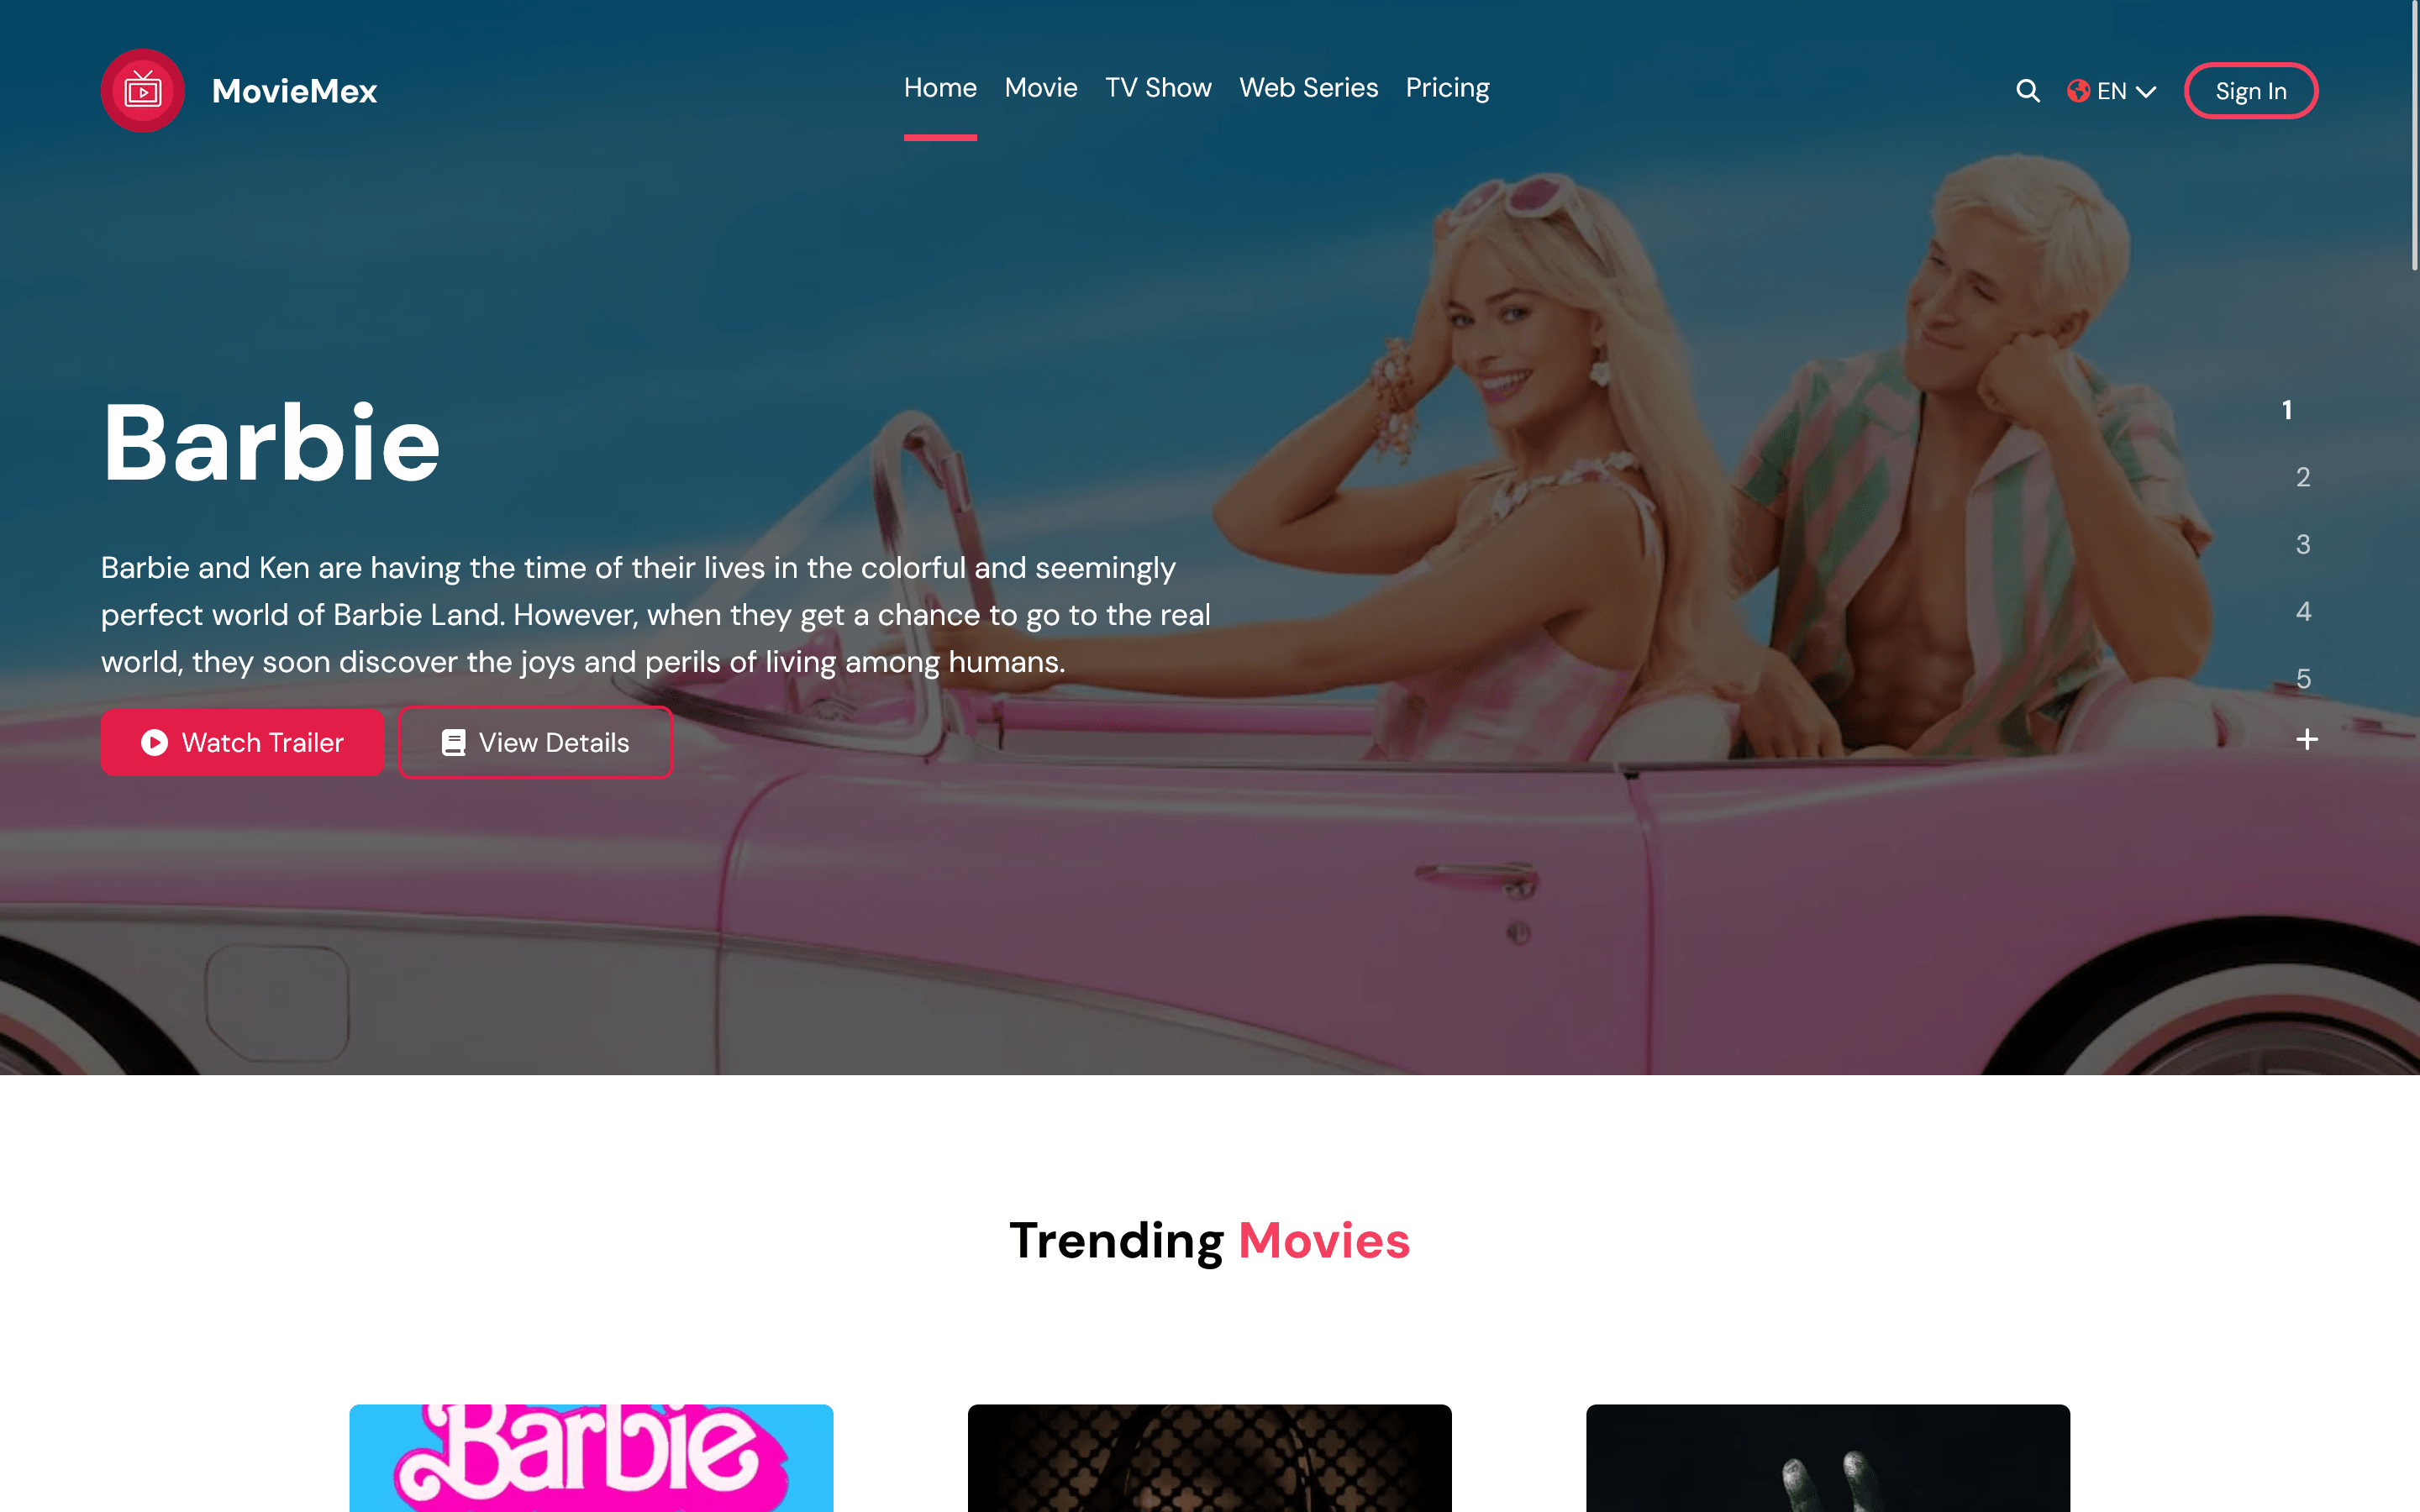 MovieMex
Home Movie TV Show Web Series Pricing
EN
Sign In
Barbie
Barbie and Ken are having the time of their lives in the colorful and seemingly
perfect world of Barbie Land. However, when they get a chance to go to the real
world, they soon discover the joys and perils of living among humans.
Watch Trailer
View Details
1
2
3
4
5
+
Trending Movies
Barbie